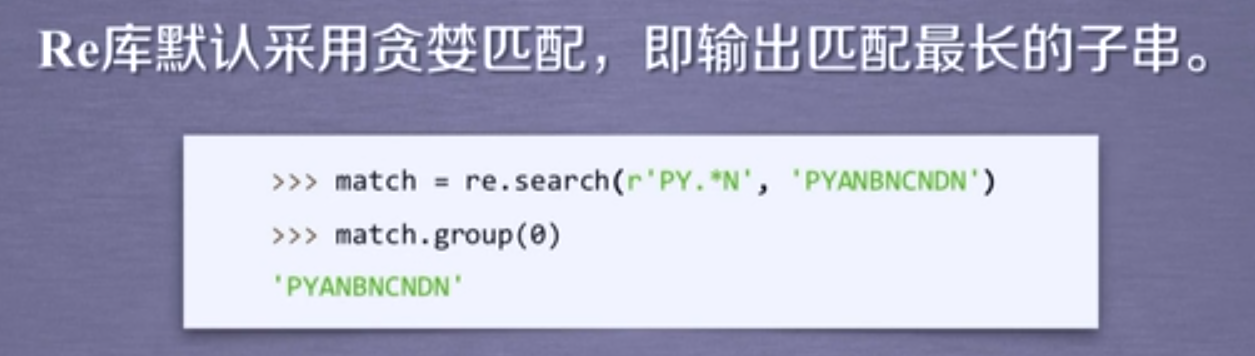 Re库默认采用贪婪匹配，即输出匹配最长的子串。
>>> match = re.search(r'PY.*N', 'PYANBNCNDN')
>>> match.group(0)
'PYANBNCNDN'